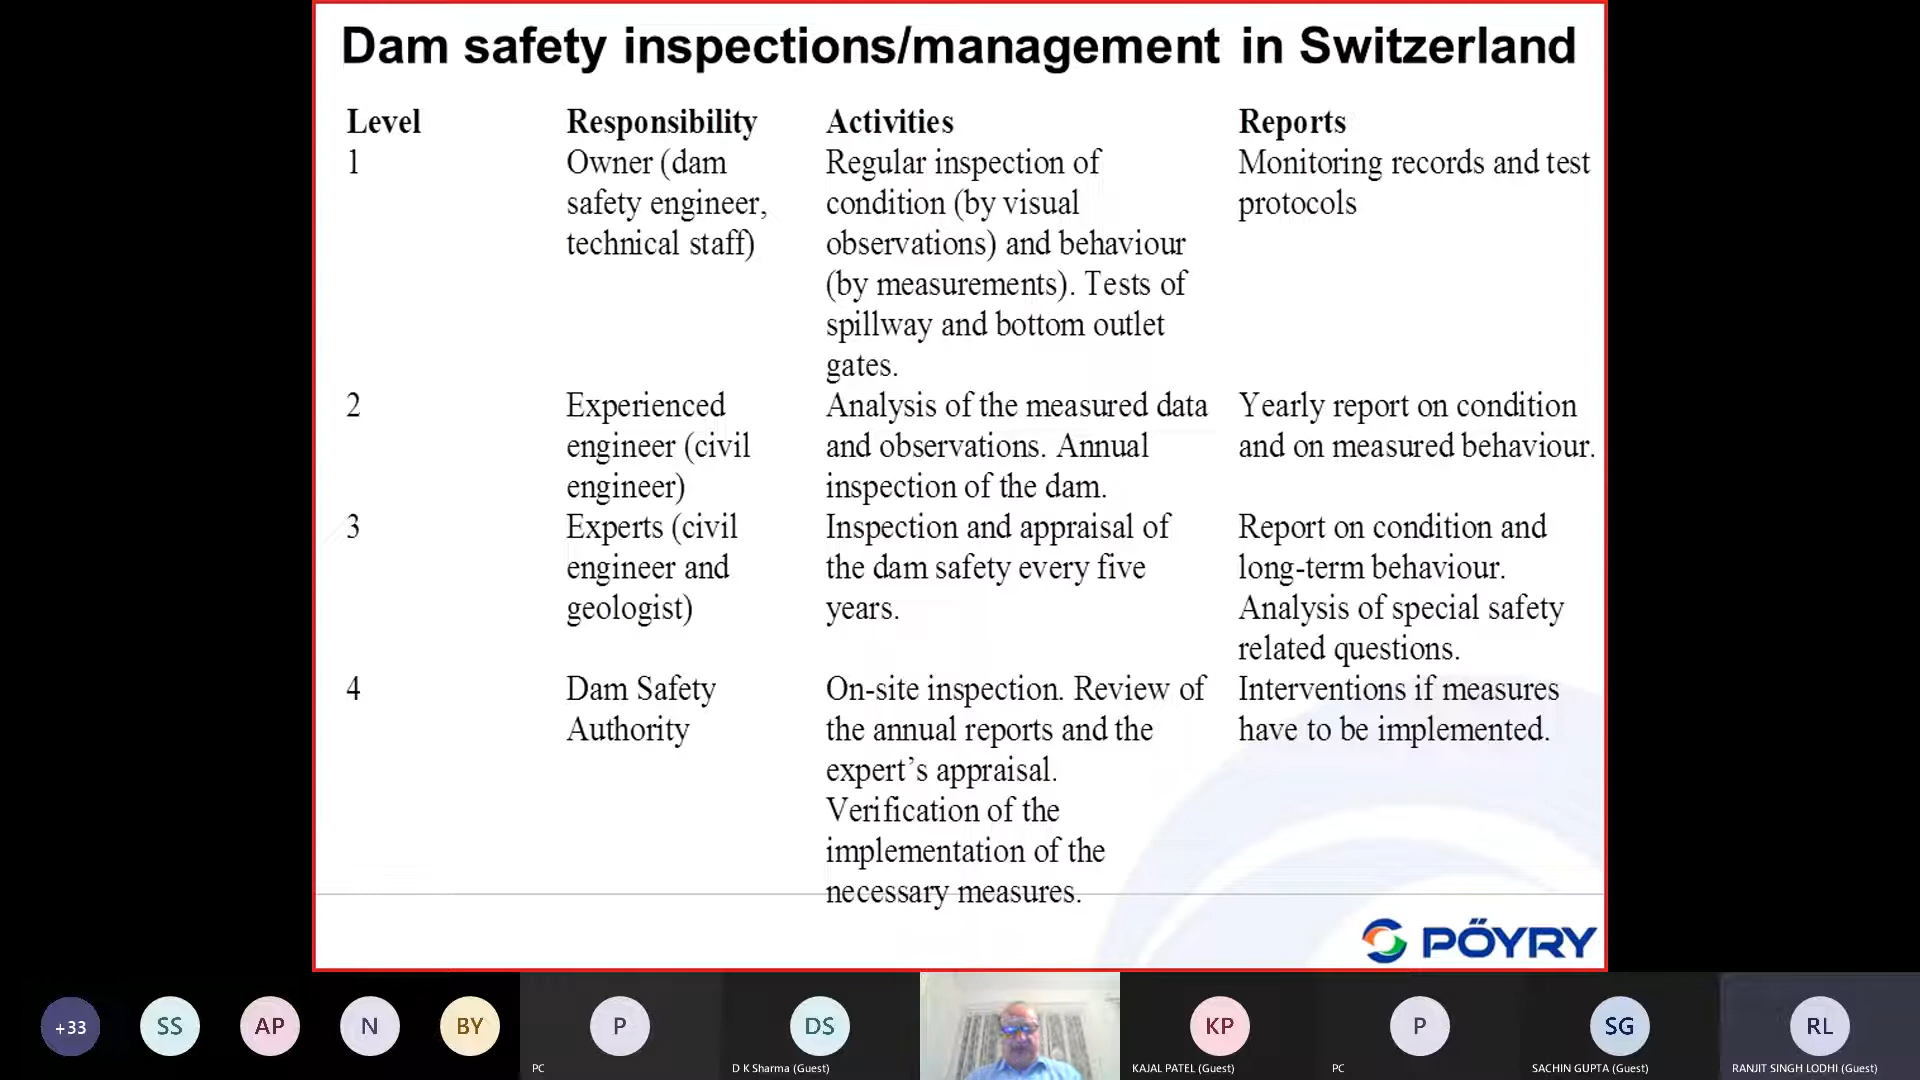 Dam safety inspections/management in Switzerland
Level Responsibility Activities Reports
1
Owner (dam
safety engineer,
technical staff)
Regular inspection of
condition (by visual
observations) and behaviour
(by measurements). Tests of
spillway and bottom outlet
gates.
Monitoring records and test
protocols
2
Experienced
engineer (civil
engineer)
Analysis of the measured data
and observations. Annual
inspection of the dam.
Yearly report on condition
and on measured behaviour.
3
Experts (civil
engineer and
geologist)
Inspection and appraisal of
the dam safety every five
years.
Report on condition and
long-term behaviour.
Analysis of special safety
related questions.
4
Dam Safety
Authority
On-site inspection. Review of
the annual reports and the
expert’s appraisal.
Verification of the
implementation of the
necessary measures.
Interventions if measures
have to be implemented.
PÖYRY
+33
SS
AP
N
BY
P
PC
DS
D K Sharma (Guest)
KP
KAJAL PATEL (Guest)
P
PC
SG
SACHIN GUPTA (Guest)
RL
RANJIT SINGH LODHI (Guest)